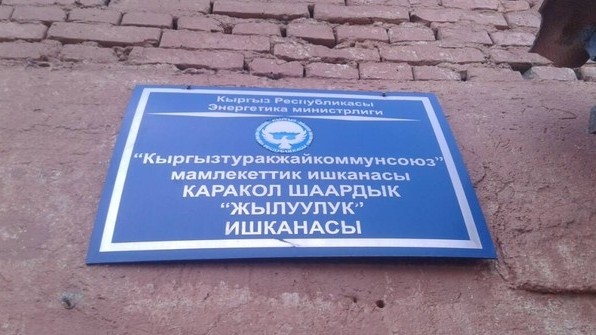 Кыргыз Республикасы
Энергетика министрлиги
"Кыргызтуракжайкоммунсоюз"
мамлекеттик ишканасы
КАРАКОЛ ШААРДЫК
"ЖЫЛУУЛУК"
ИШКАНАСЫ